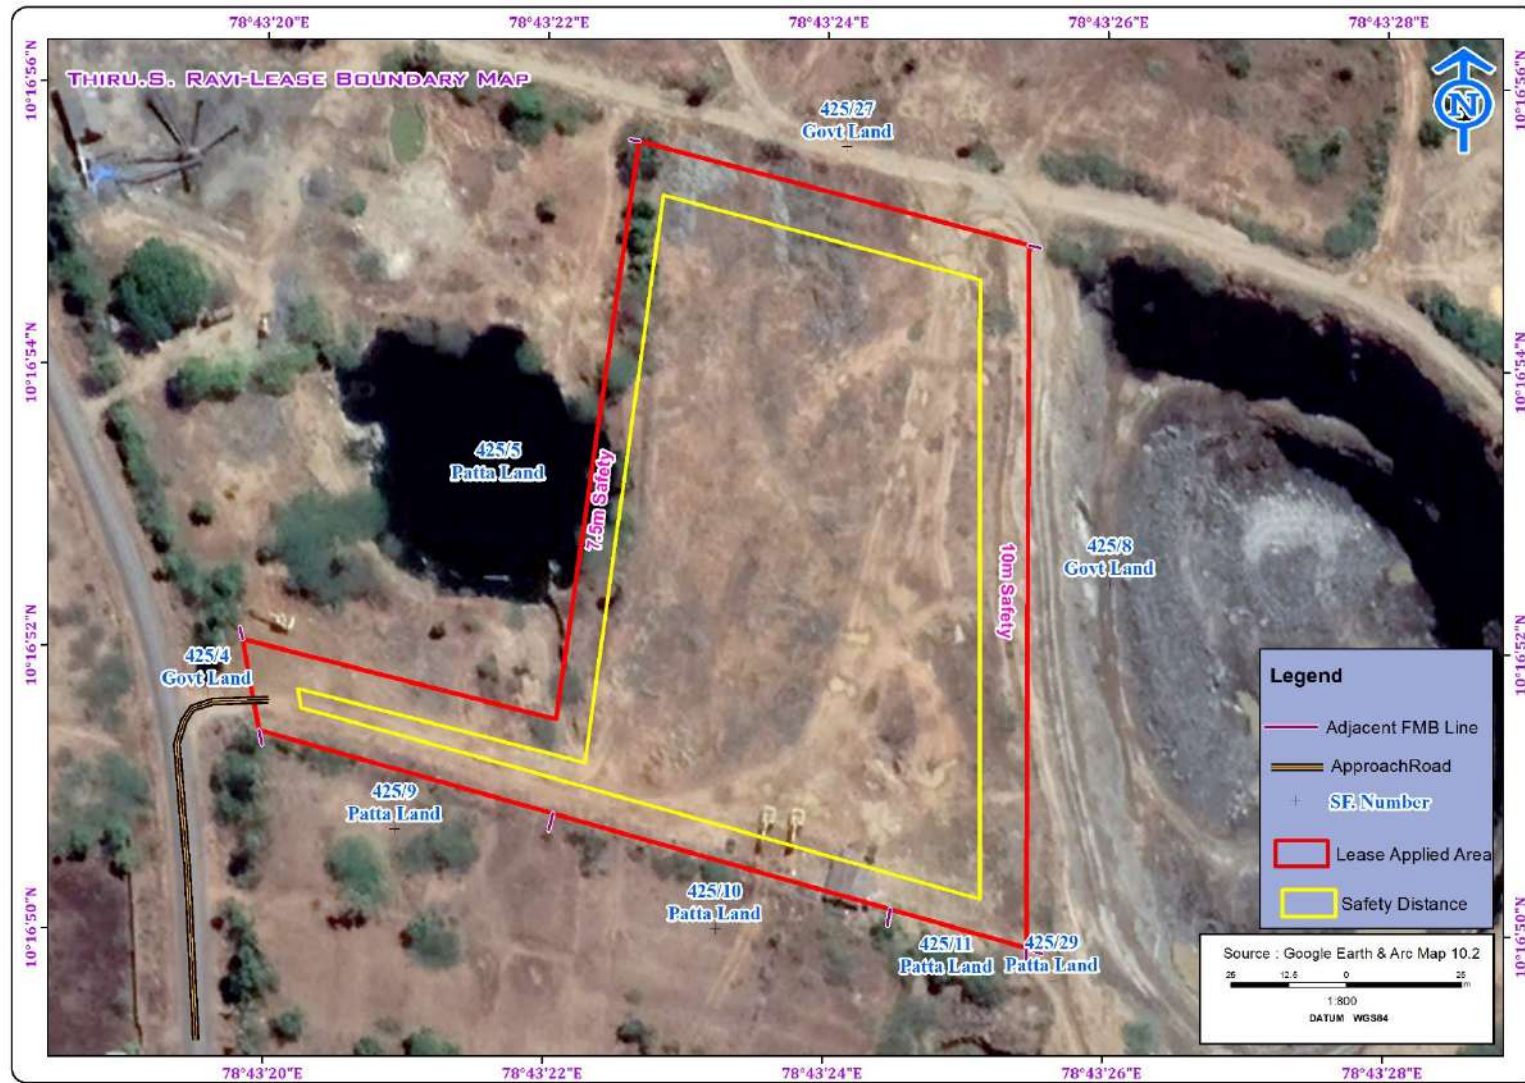 78°43'20"E 78°43'22"E 78°43'24"E 78°43'26"E 78°43'28"E
10°16'56"N
10°16'56"N
THIRU.S. RAVI-LEASE BOUNDARY MAP
N
425/27
Govt Land
10°16'54"N
10°16'54"N
425/5
Patta Land
7.5m Safety
10m Safety
425/8
Govt Land
10°16'52"N
10°16'52"N
425/4
Govt Land
425/9
Patta Land
425/10
Patta Land
425/11
Patta Land
425/29
Patta Land
10°16'50"N
10°16'50"N
Legend
Adjacent FMB Line
ApproachRoad
SF. Number
Lease Applied Area
Safety Distance
Source : Google Earth & Arc Map 10.2
25 12.5 0 25
m
1:800
DATUM WGS84
78°43'20"E 78°43'22"E 78°43'24"E 78°43'26"E 78°43'28"E